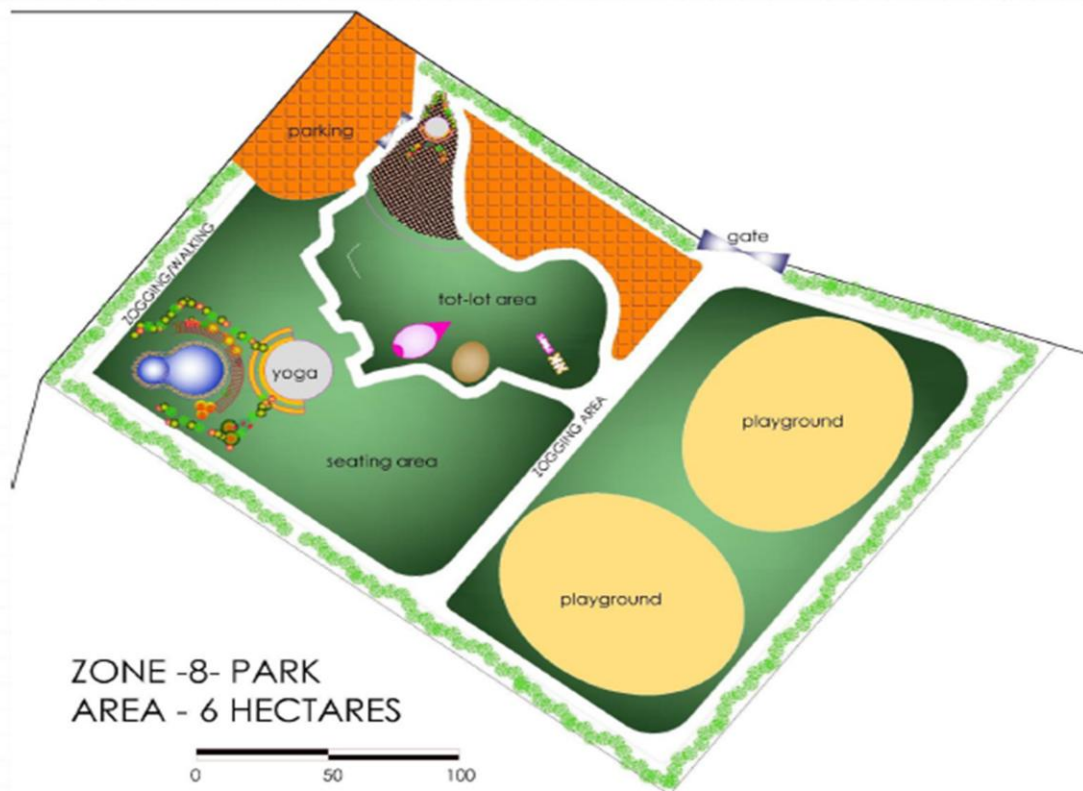 parking
gate
ZOGGING/WALKING
tot-lot area
yoga
ZOGGING AREA
playground
seating area
playground
ZONE -8- PARK
AREA - 6 HECTARES
0 50 100